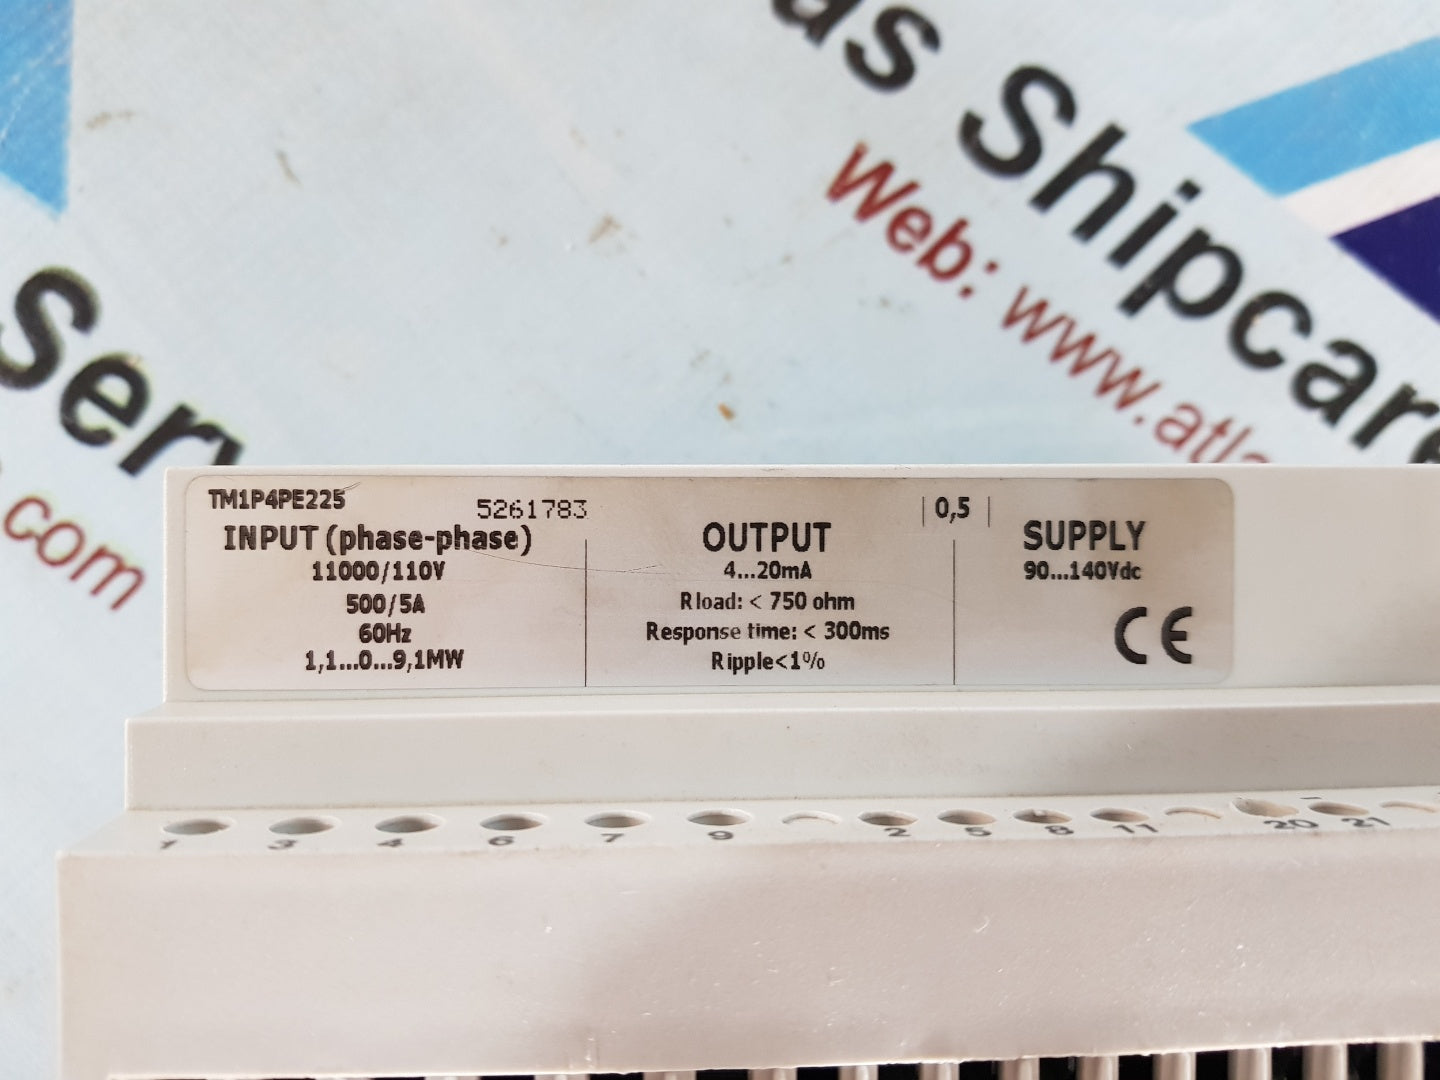 as Shipcare
Web: www.atla
Serv
com
TM1P4PE225 5261783 0,5
INPUT (phase-phase)
11000/110V
500/5A
60Hz
1,1...0...9,1MW
OUTPUT
4...20mA
Rload: < 750 ohm
Response time: < 300ms
Ripple<1%
SUPPLY
90...140Vdc
CE
1 3 4 6 7 9 2 5 8 11 20 21